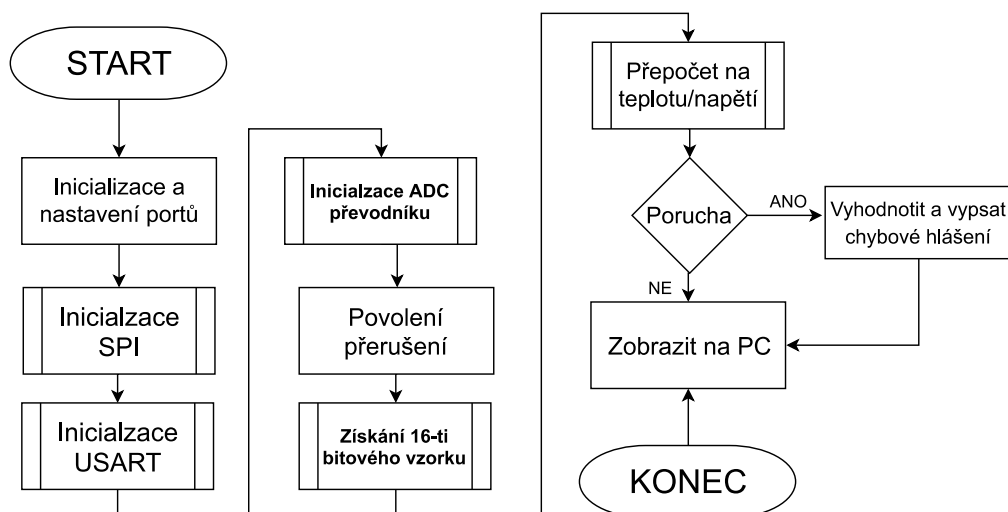 START
Inicializace a
nastavení portů
Inicialzace
SPI
Inicialzace
USART
Inicialzace ADC
převodníku
Povolení
přerušení
Získání 16-ti
bitového vzorku
Přepočet na
teplotu/napětí
Porucha
ANO
Vyhodnotit a vypsat
chybové hlášení
NE
Zobrazit na PC
KONEC